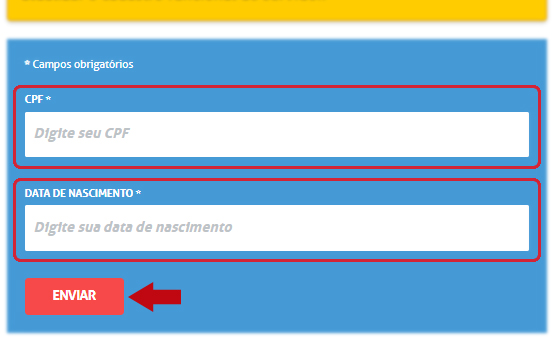 * Campos obrigatórios
CPF *
Digite seu CPF
DATA DE NASCIMENTO *
Digite sua data de nascimento
ENVIAR